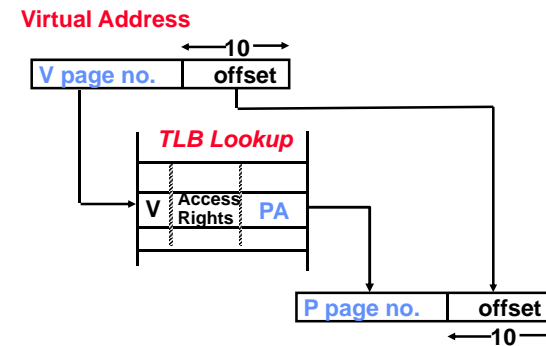 Virtual Address
10
V page no. offset
TLB Lookup
V Access Rights PA
P page no. offset
10